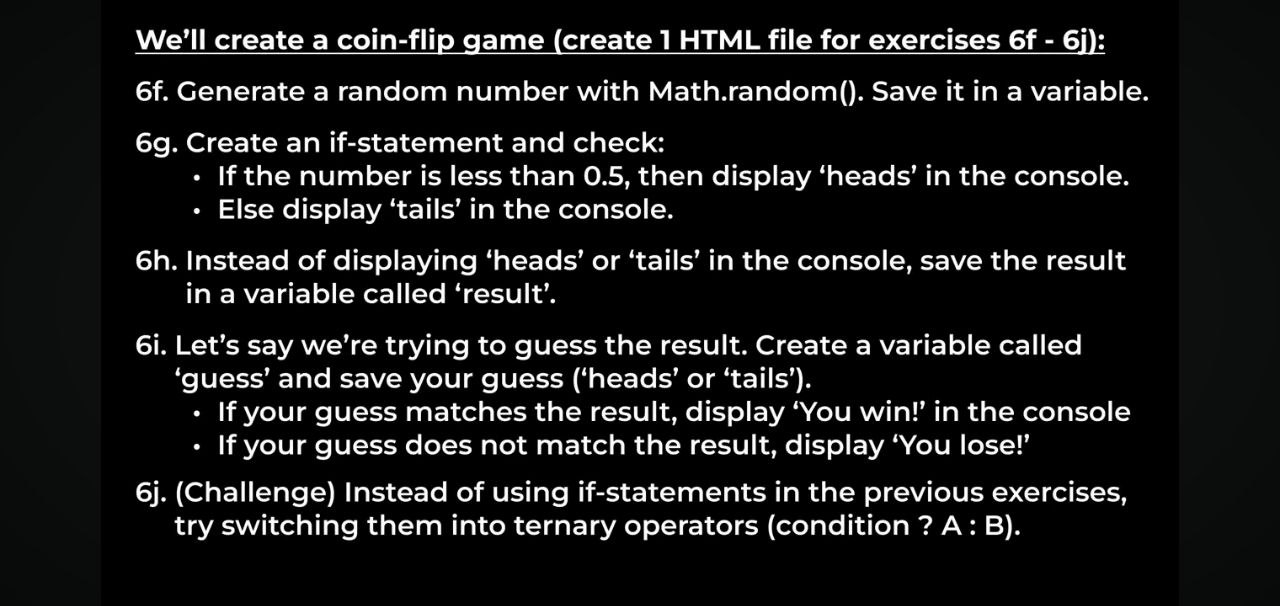 We’ll create a coin-flip game (create 1 HTML file for exercises 6f - 6j):
6f. Generate a random number with Math.random(). Save it in a variable.
6g. Create an if-statement and check:
• If the number is less than 0.5, then display ‘heads’ in the console.
• Else display ‘tails’ in the console.
6h. Instead of displaying ‘heads’ or ‘tails’ in the console, save the result
in a variable called ‘result’.
6i. Let’s say we’re trying to guess the result. Create a variable called
‘guess’ and save your guess (‘heads’ or ‘tails’).
• If your guess matches the result, display ‘You win!’ in the console
• If your guess does not match the result, display ‘You lose!’
6j. (Challenge) Instead of using if-statements in the previous exercises,
try switching them into ternary operators (condition ? A : B).